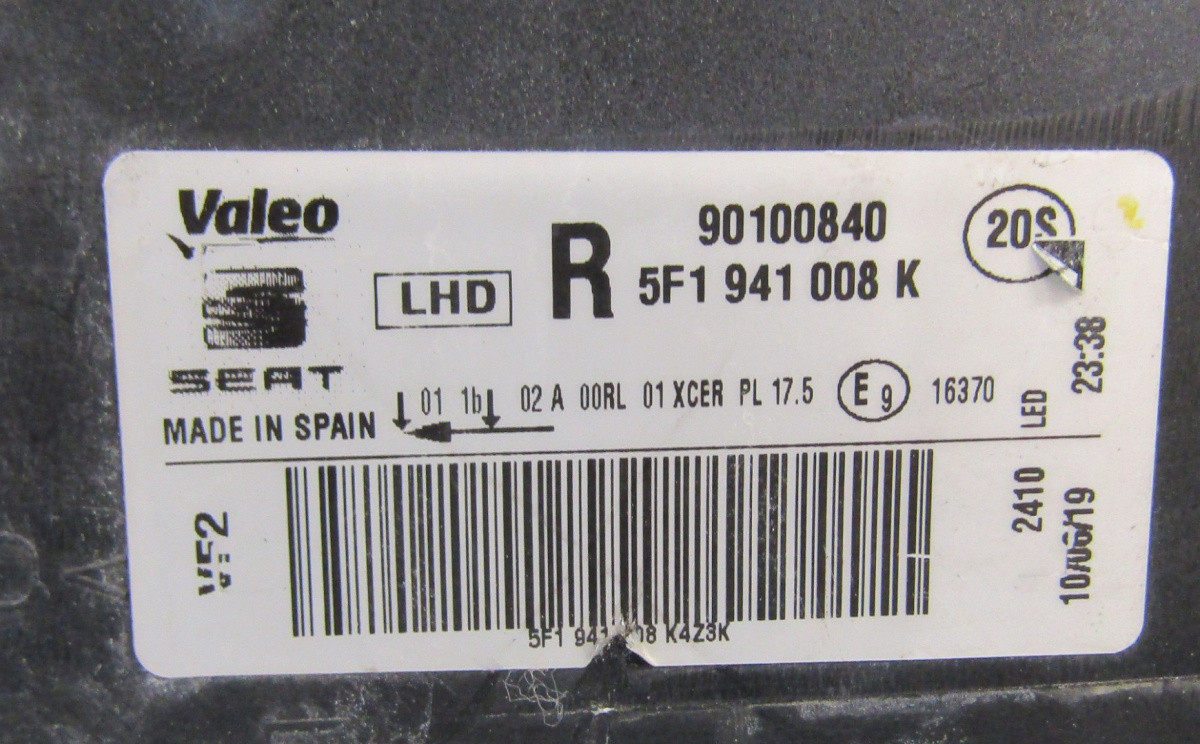 Valeo
SEAT
MADE IN SPAIN
LHD
R
90100840
5F1 941 008 K
20S
01 1b 02 A 00RL 01 XCER PL 17.5 E9 16370
LED
23:38
2410
10/06/19
5F1 941 08 K4Z3K